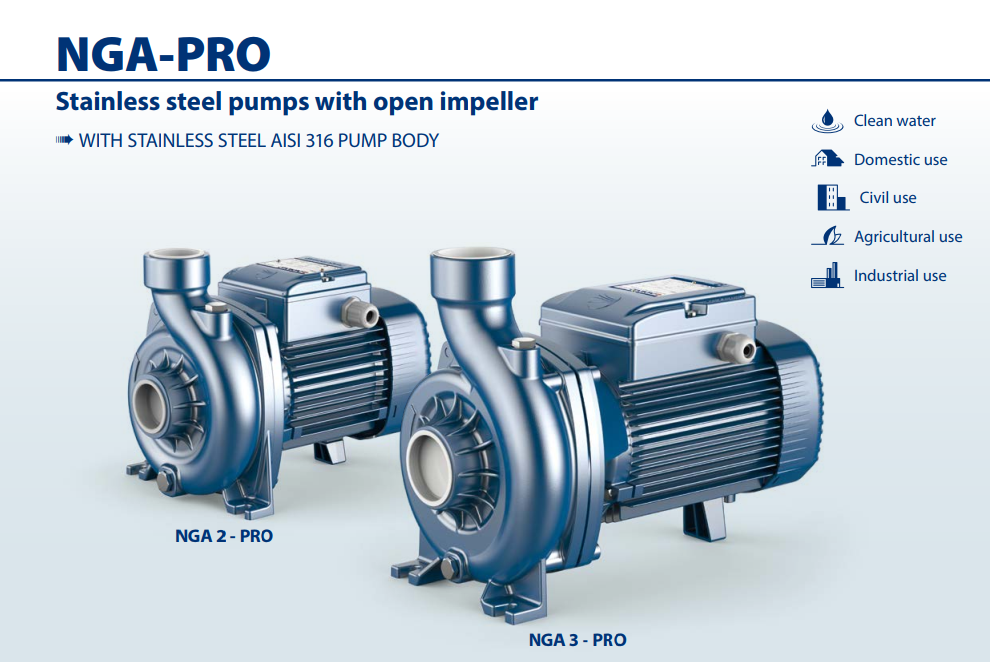 NGA-PRO
Stainless steel pumps with open impeller
➠ WITH STAINLESS STEEL AISI 316 PUMP BODY
Clean water
Domestic use
Civil use
Agricultural use
Industrial use
NGA 2 - PRO
NGA 3 - PRO